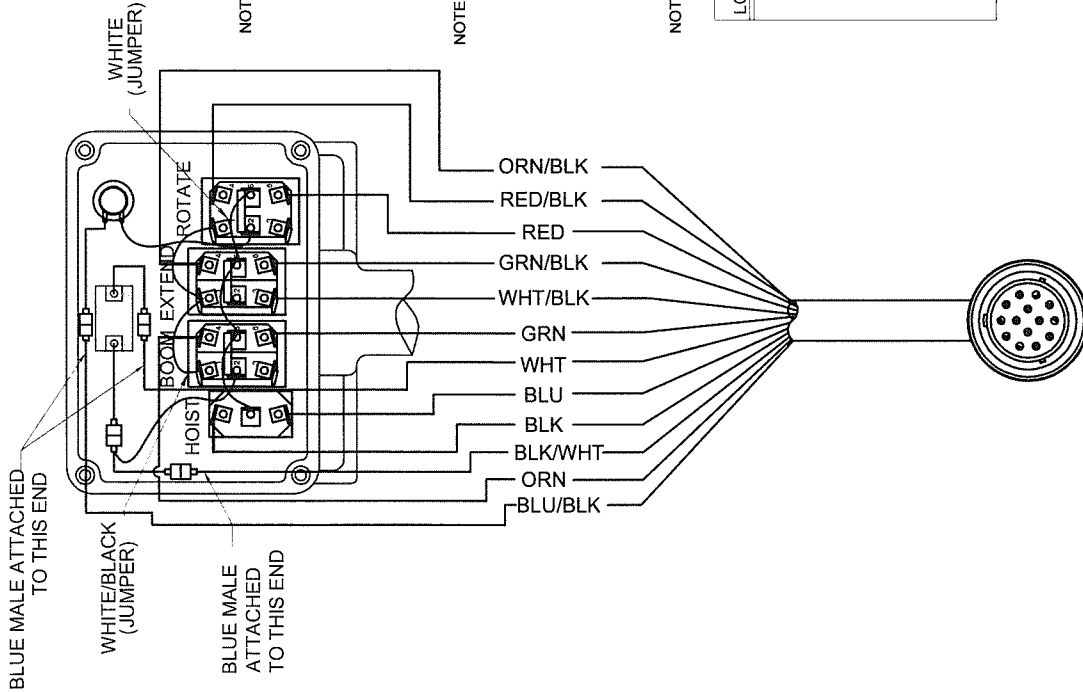 BLUE MALE ATTACHED
TO THIS END
WHITE/BLACK
(JUMPER)
BLUE MALE
ATTACHED
TO THIS END
WHITE
(JUMPER)
HOIST
BOOM
EXTEND
ROTATE
NOT
NOTE
NOT
ORN/BLK
RED/BLK
RED
GRN/BLK
WHT/BLK
GRN
WHT
BLU
BLK
BLK/WHT
ORN
BLU/BLK